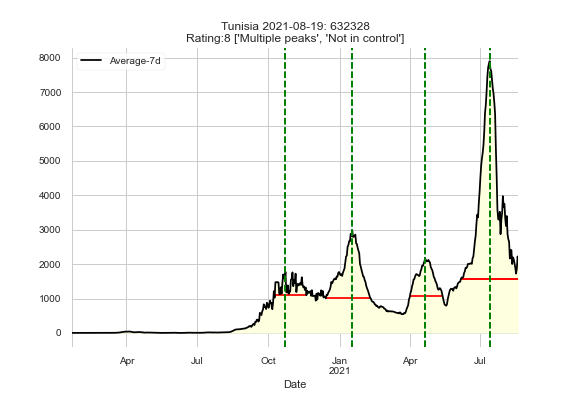 Tunisia 2021-08-19: 632328
Rating:8 ['Multiple peaks', 'Not in control']
Average-7d
8000
7000
6000
5000
4000
3000
2000
1000
0
Apr Jul Oct Jan Apr Jul
2021
Date